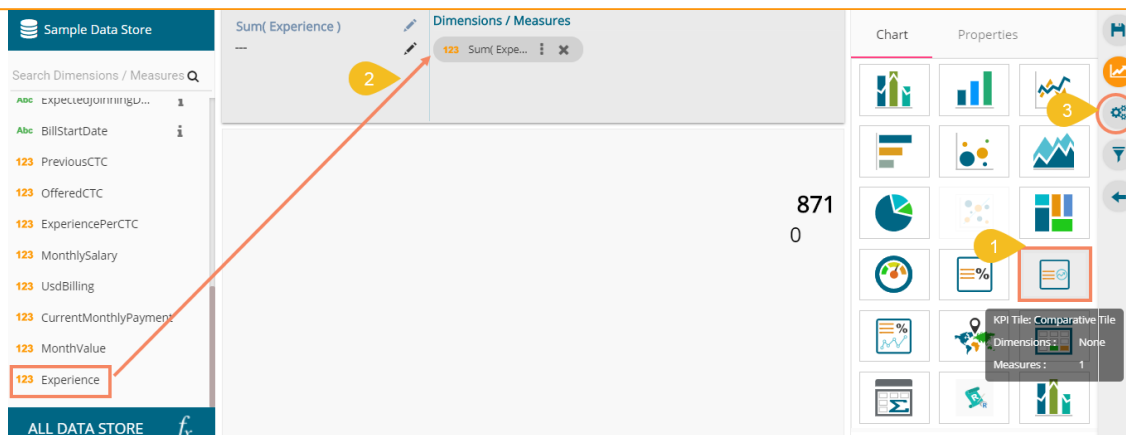 Sample Data Store
Search Dimensions / Measures
Abc ExpectedJoinningD... i
Abc BillStartDate i
123 PreviousCTC
123 OfferedCTC
123 ExperiencePerCTC
123 MonthlySalary
123 UsdBilling
123 CurrentMonthlyPayment
123 MonthValue
123 Experience
ALL DATA STORE fx
Sum( Experience )
---
2
Dimensions / Measures
123 Sum( Expe...
871
0
Chart Properties
3
1
%
%
KPI Tile: Comparative Tile
Dimensions : None
Measures : 1
Σ
R